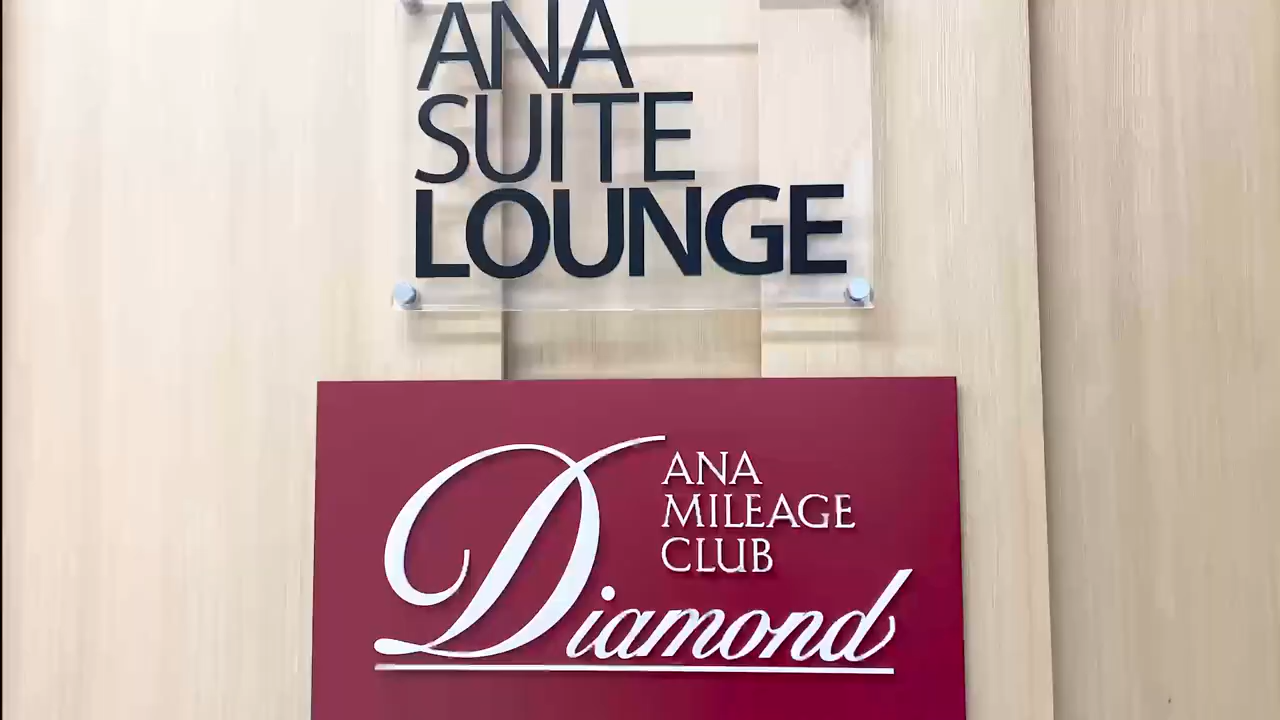 ANA
SUITE
LOUNGE
ANA
MILEAGE
CLUB
Diamond